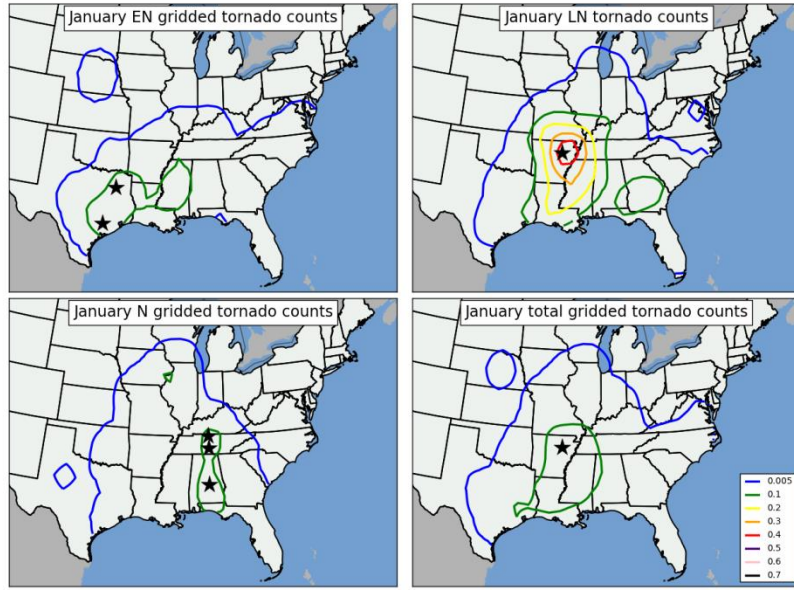 January EN gridded tornado counts
January LN tornado counts
January N gridded tornado counts
January total gridded tornado counts
0.005
0.1
0.2
0.3
0.4
0.5
0.6
0.7